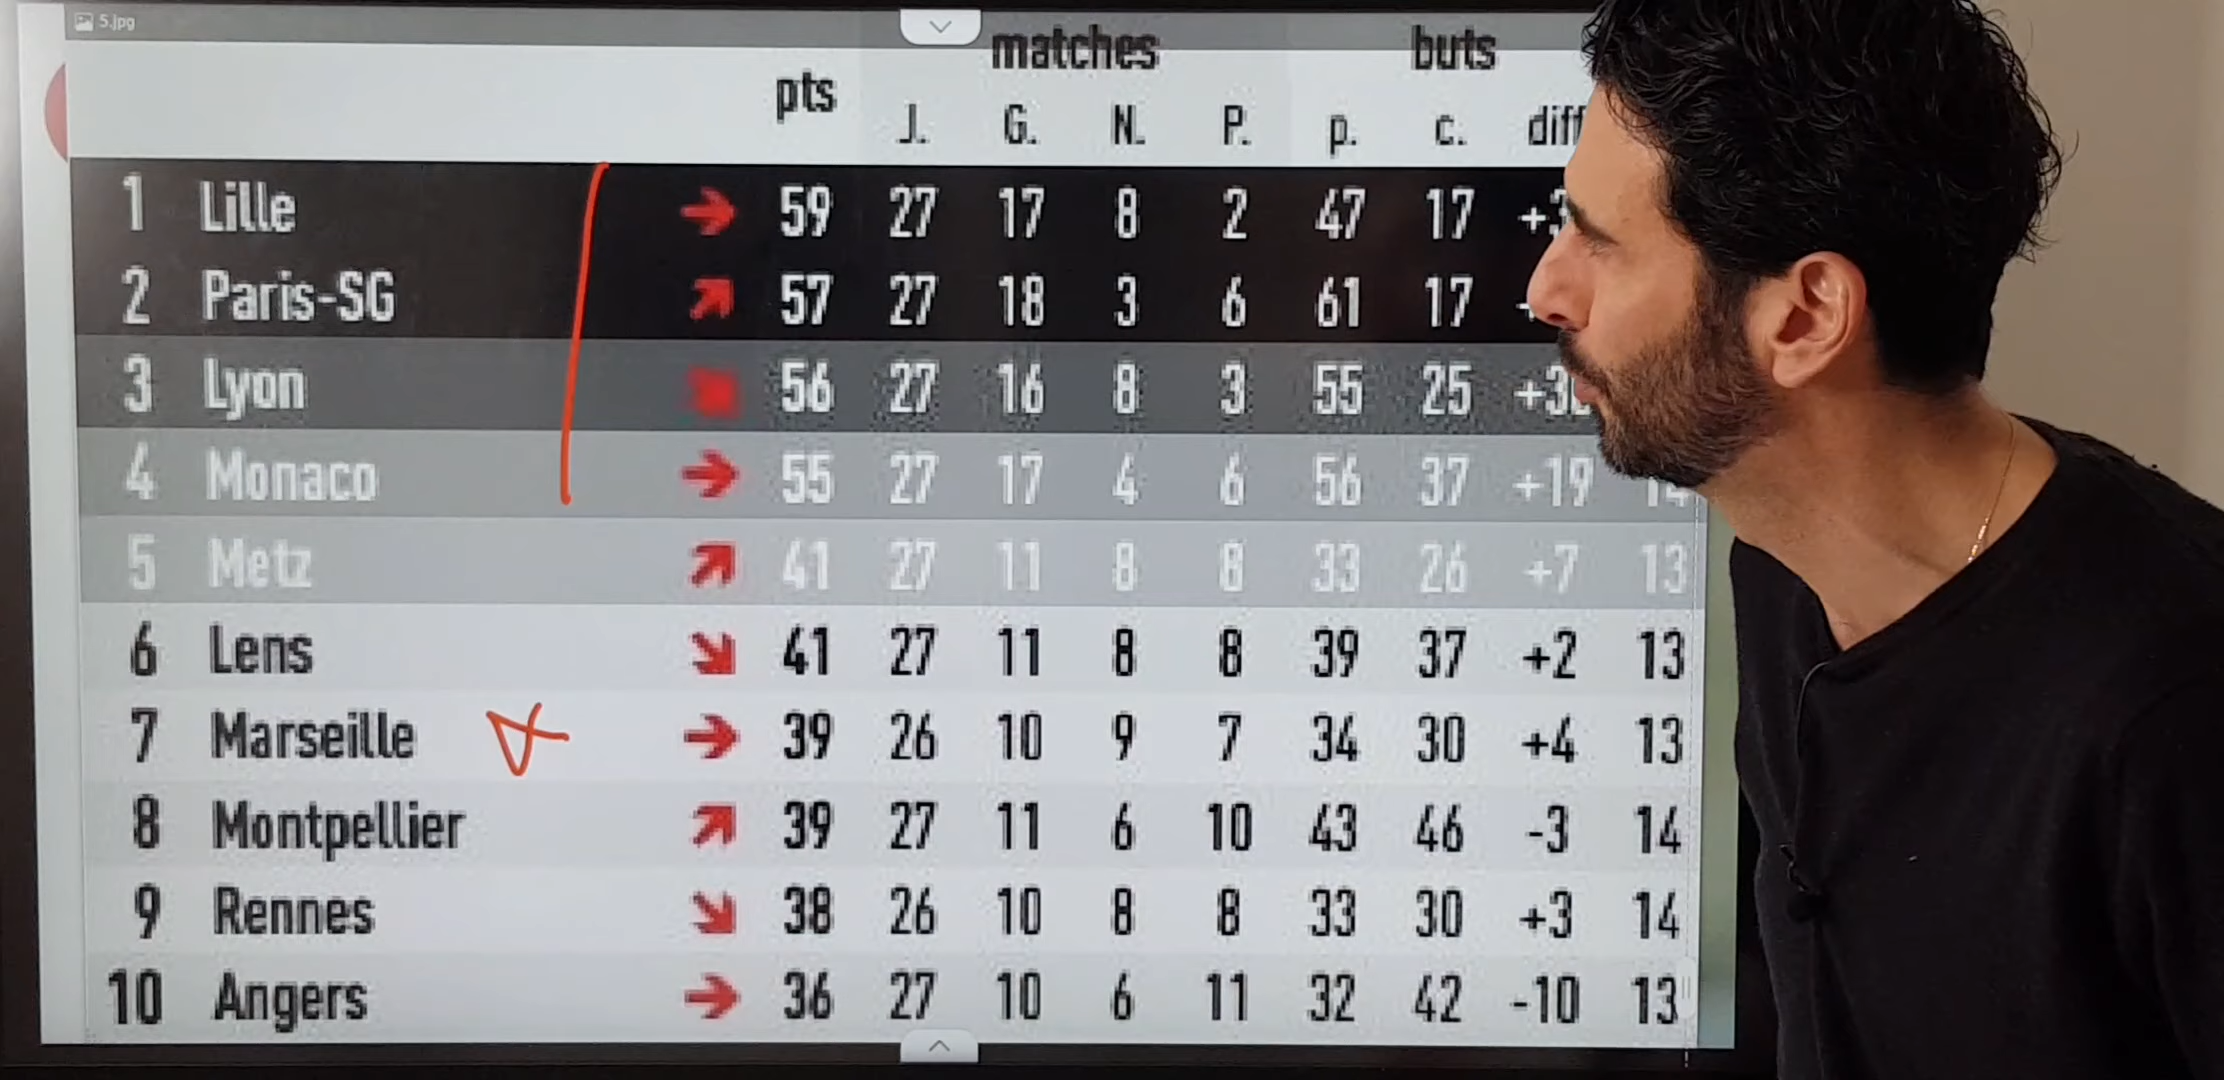 5.jpg
matches buts
pts J. G. N. P. p. c. diff
1 Lille 59 27 17 8 2 47 17
2 Paris-SG 57 27 18 3 6 61 17
3 Lyon 56 27 16 8 3 55 25
4 Monaco 55 27 17 4 6 56 37 +19
5 Metz 41 27 11 8 8 33 26 +7 13
6 Lens 41 27 11 8 8 39 37 +2 13
7 Marseille 39 26 10 9 7 34 30 +4 13
8 Montpellier 39 27 11 6 10 43 46 -3 14
9 Rennes 38 26 10 8 8 33 30 +3 14
10 Angers 36 27 10 6 11 32 42 -10 13